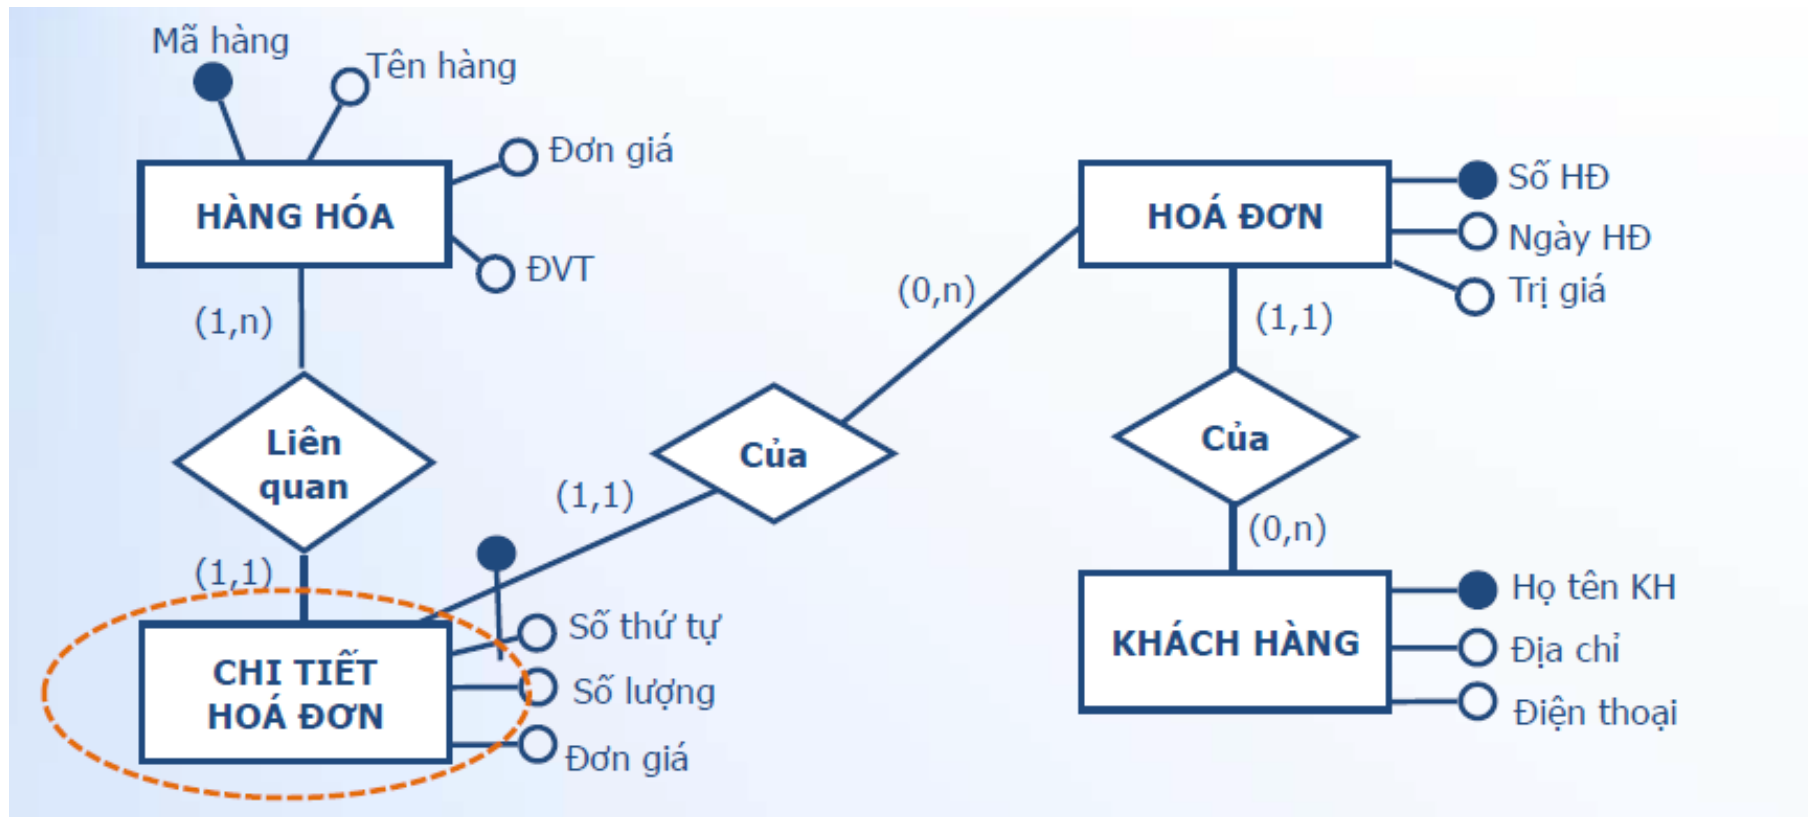 Mã hàng
Tên hàng
Đơn giá
HÀNG HÓA
ĐVT
(1,n)
Liên
quan
(1,1)
CHI TIẾT
HOÁ ĐƠN
Số thứ tự
Số lượng
Đơn giá
(1,1)
Của
(0,n)
HOÁ ĐƠN
Số HĐ
Ngày HĐ
Trị giá
(1,1)
Của
(0,n)
KHÁCH HÀNG
Họ tên KH
Địa chỉ
Điện thoại